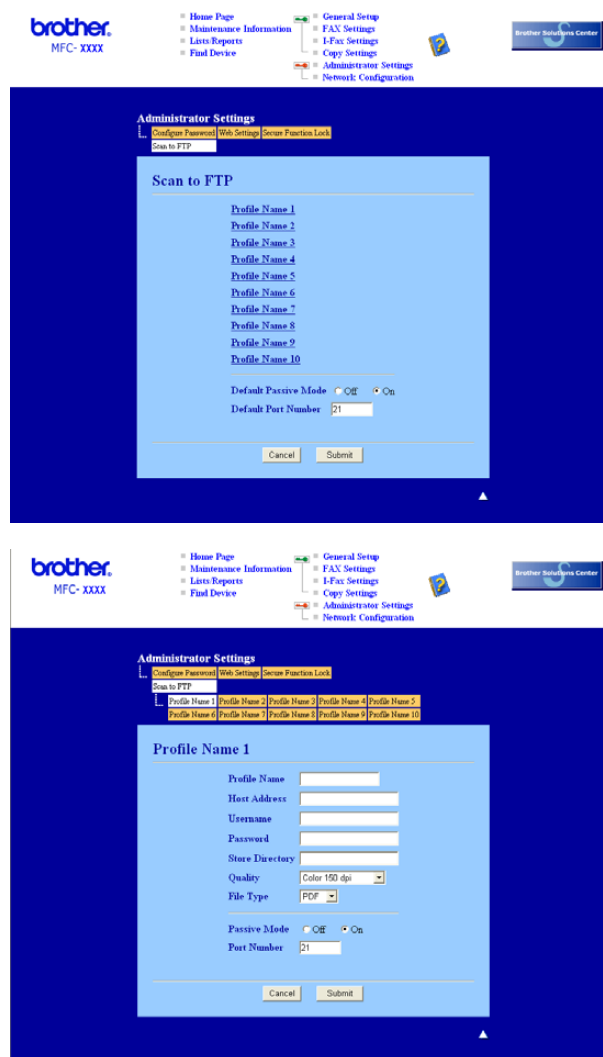 brother.
MFC- XXXX
Home Page
Maintenance Information
Lists/Reports
Find Device
General Setup
FAX Settings
I-Fax Settings
Copy Settings
Administrator Settings
Network Configuration
Brother Solutions Center
Administrator Settings
Configure Password Web Settings Secure Function Lock
Scan to FTP
Scan to FTP
Profile Name 1
Profile Name 2
Profile Name 3
Profile Name 4
Profile Name 5
Profile Name 6
Profile Name 7
Profile Name 8
Profile Name 9
Profile Name 10
Default Passive Mode Off On
Default Port Number 21
Cancel Submit
brother.
MFC- XXXX
Home Page
Maintenance Information
Lists/Reports
Find Device
General Setup
FAX Settings
I-Fax Settings
Copy Settings
Administrator Settings
Network Configuration
Brother Solutions Center
Administrator Settings
Configure Password Web Settings Secure Function Lock
Scan to FTP
Profile Name 1 Profile Name 2 Profile Name 3 Profile Name 4 Profile Name 5
Profile Name 6 Profile Name 7 Profile Name 8 Profile Name 9 Profile Name 10
Profile Name 1
Profile Name
Host Address
Username
Password
Store Directory
Quality Color 150 dpi
File Type PDF
Passive Mode Off On
Port Number 21
Cancel Submit